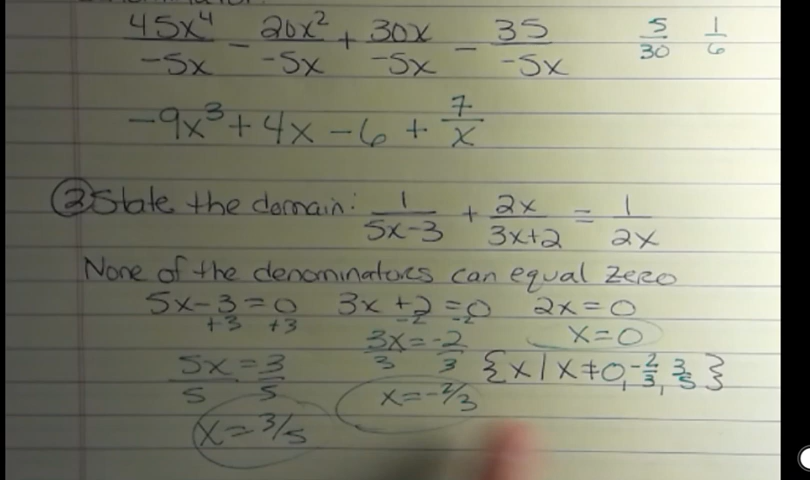 45x⁴/-5x - 20x²/-5x + 30x/-5x - 35/-5x 5/30 1/6
-9x³ + 4x - 6 + 7/x
② State the domain: 1/5x-3 + 2x/3x+2 = 1/2x
None of the denominators can equal zero
5x-3=0 3x+2=0 2x=0
+3 +3 -2 -2 x=0
5x/5=3/5 3x/3=-2/3 {x|x≠0,-2/3,3/5}
x=3/5 x=-2/3